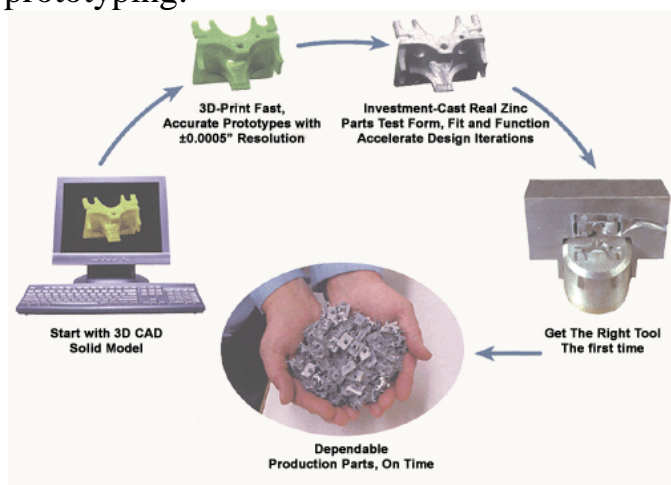 prototyping.
3D-Print Fast,
Accurate Prototypes with
±0.0005” Resolution
Investment-Cast Real Zinc
Parts Test Form, Fit and Function
Accelerate Design Iterations
Start with 3D CAD
Solid Model
Get The Right Tool
The first time
Dependable
Production Parts, On Time